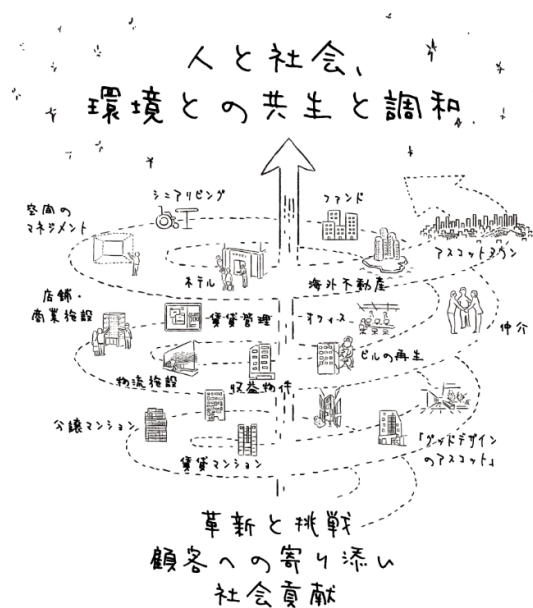 人と社会、
環境との共生と調和
シニアリビング
ファンド
空間の
マネジメント
アスコットタウン
ホテル
海外不動産
店舗・
商業施設
賃貸管理
オフィス
仲介
物流施設
収益物件
ビルの再生
分譲マンション
賃貸マンション
「グッドデザイン
のアスコット」
革新と挑戦
顧客への寄り添い
社会貢献